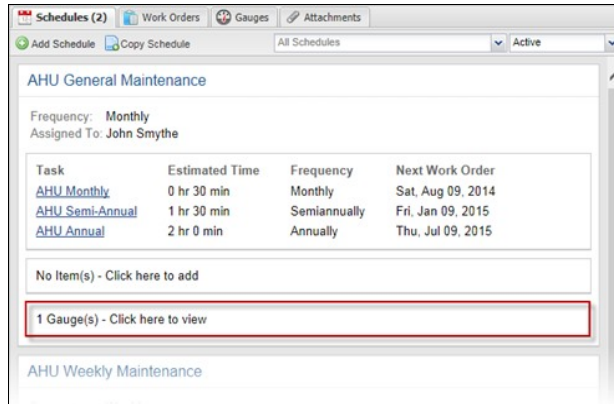 Schedules (2) Work Orders Gauges Attachments
Add Schedule Copy Schedule All Schedules Active
AHU General Maintenance
Frequency: Monthly
Assigned To: John Smythe
Task Estimated Time Frequency Next Work Order
AHU Monthly 0 hr 30 min Monthly Sat, Aug 09, 2014
AHU Semi-Annual 1 hr 30 min Semiannually Fri, Jan 09, 2015
AHU Annual 2 hr 0 min Annually Thu, Jul 09, 2015
No Item(s) - Click here to add
1 Gauge(s) - Click here to view
AHU Weekly Maintenance